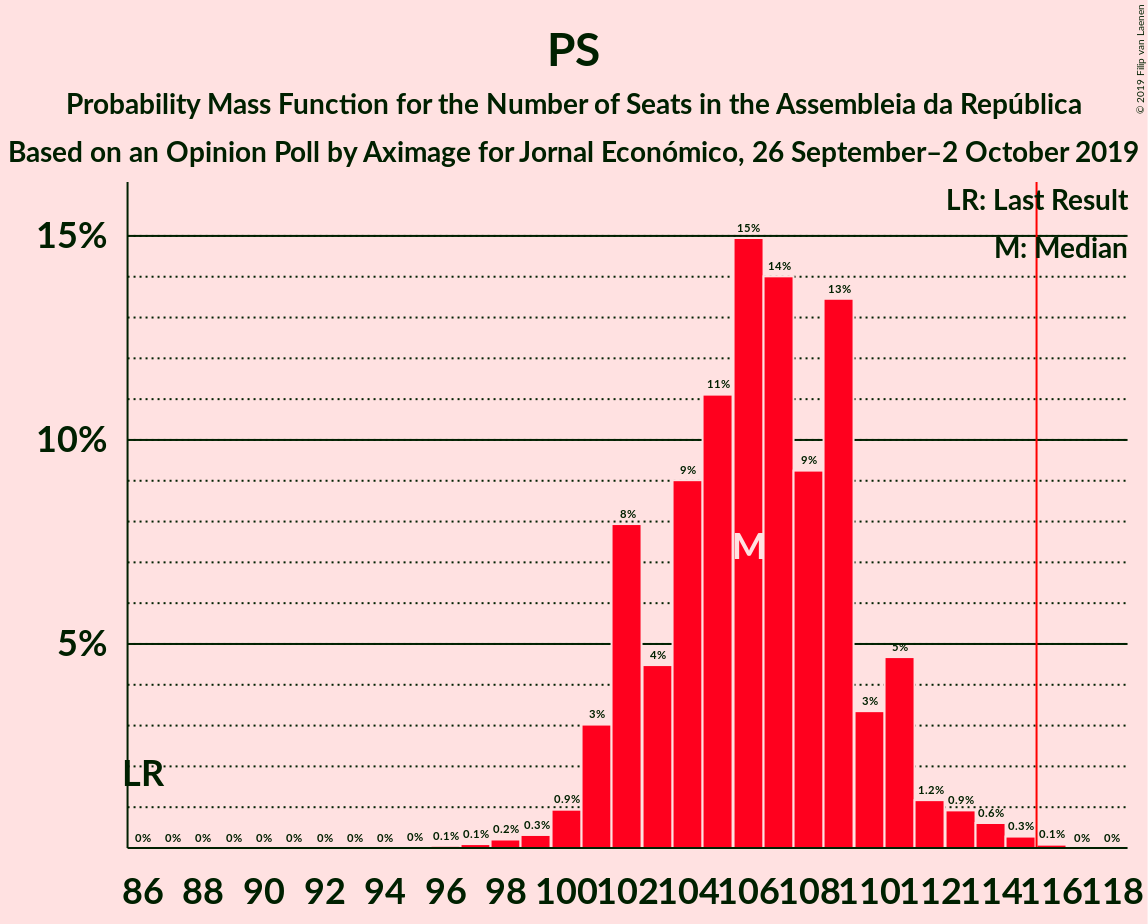 PS
Probability Mass Function for the Number of Seats in the Assembleia da República
Based on an Opinion Poll by Aximage for Jornal Económico, 26 September–2 October 2019
© 2019 Filip van Laenen
LR: Last Result
M: Median
15%
10%
5%
LR
M
0% 0% 0% 0% 0% 0% 0% 0% 0% 0% 0.1% 0.1% 0.2% 0.3% 0.9% 3% 8% 4% 9% 11% 15% 14% 9% 13% 3% 5% 1.2% 0.9% 0.6% 0.3% 0.1% 0% 0%
86 88 90 92 94 96 98 100 102 104 106 108 110 112 114 116 118